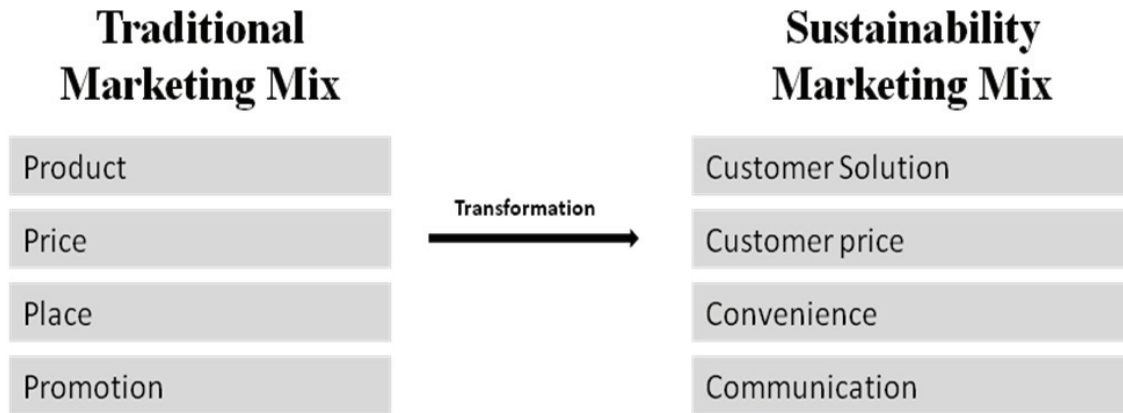 Traditional
Marketing Mix
Product
Price
Place
Promotion
Transformation
Sustainability
Marketing Mix
Customer Solution
Customer price
Convenience
Communication